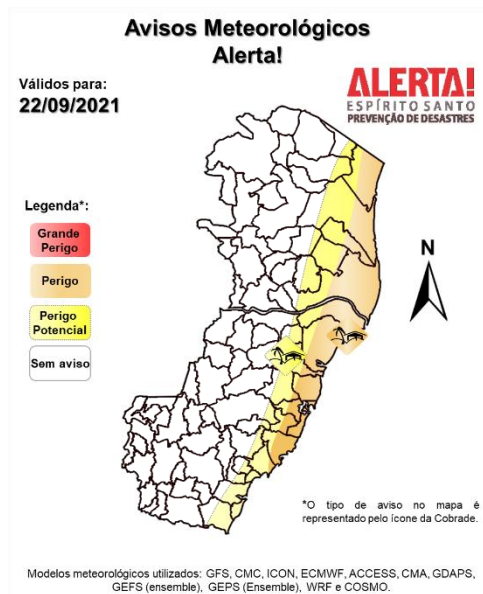 Avisos Meteorológicos
Alerta!
Válidos para:
22/09/2021
ALERTA!
ESPÍRITO SANTO
PREVENÇÃO DE DESASTRES
Legenda*:
Grande
Perigo
Perigo
Perigo
Potencial
Sem aviso
N
*O tipo de aviso no mapa é
representado pelo ícone da Cobrade.
Modelos meteorológicos utilizados: GFS, CMC, ICON, ECMWF, ACCESS, CMA, GDAPS,
GEFS (ensemble), GEPS (Ensemble), WRF e COSMO.